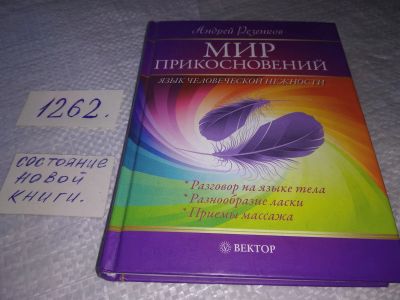 Андрей Резенков
МИР
ПРИКОСНОВЕНИЙ
ЯЗЫК ЧЕЛОВЕЧЕСКОЙ НЕЖНОСТИ
* Разговор на языке тела
* Разнообразие ласки
* Приемы массажа
ВЕКТОР
1262.
состояние
новой
книги.